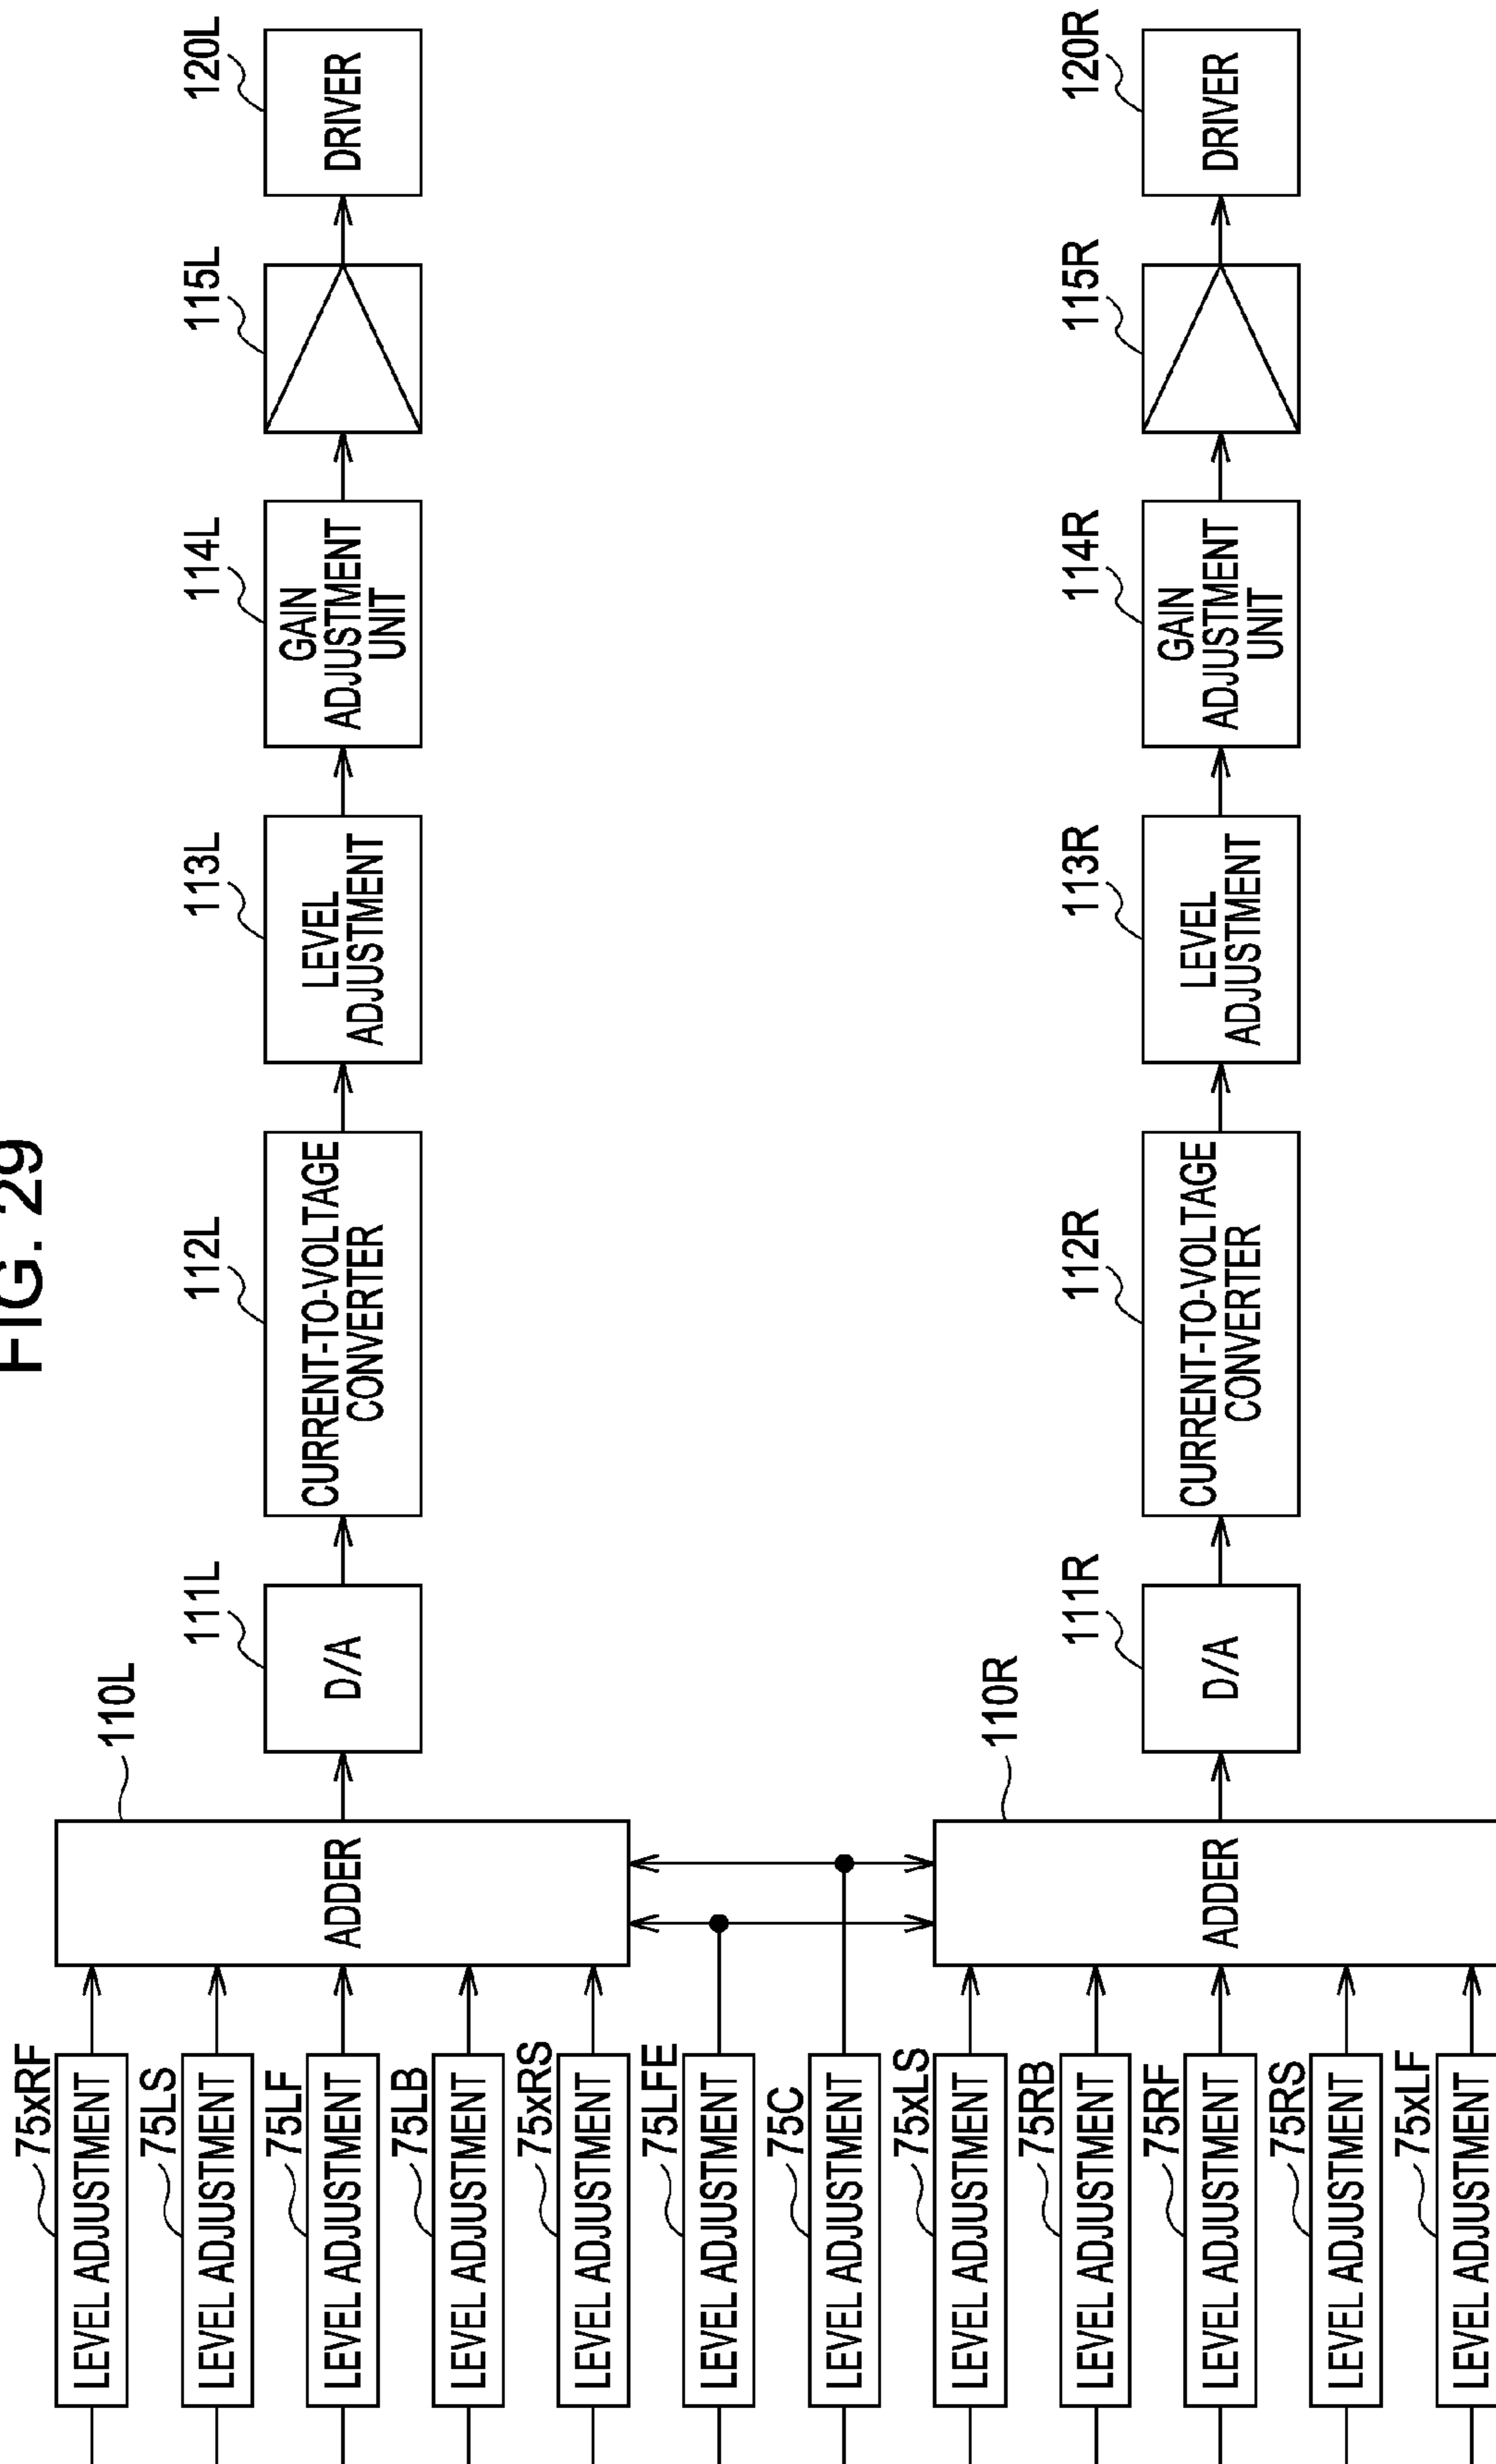 FIG. 29
75xRF
LEVEL ADJUSTMENT
75LS
LEVEL ADJUSTMENT
75LF
LEVEL ADJUSTMENT
75LB
LEVEL ADJUSTMENT
75xRS
LEVEL ADJUSTMENT
75LFE
LEVEL ADJUSTMENT
75C
LEVEL ADJUSTMENT
75xLS
LEVEL ADJUSTMENT
75RB
LEVEL ADJUSTMENT
75RF
LEVEL ADJUSTMENT
75RS
LEVEL ADJUSTMENT
75xLF
LEVEL ADJUSTMENT
110L
ADDER
111L
D/A
112L
CURRENT-TO-VOLTAGE
CONVERTER
113L
LEVEL
ADJUSTMENT
114L
GAIN
ADJUSTMENT
UNIT
115L
120L
DRIVER
110R
ADDER
111R
D/A
112R
CURRENT-TO-VOLTAGE
CONVERTER
113R
LEVEL
ADJUSTMENT
114R
GAIN
ADJUSTMENT
UNIT
115R
120R
DRIVER